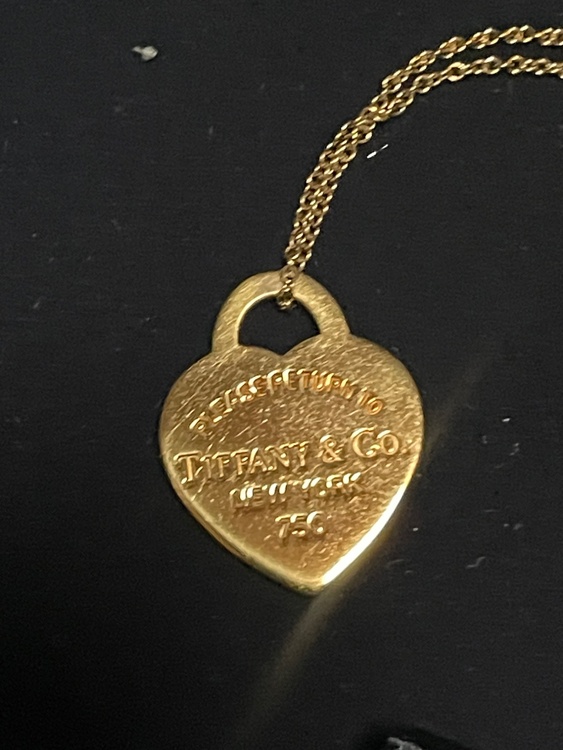 PLEASE RETURN TO
TIFFANY & CO.
NEW YORK
750